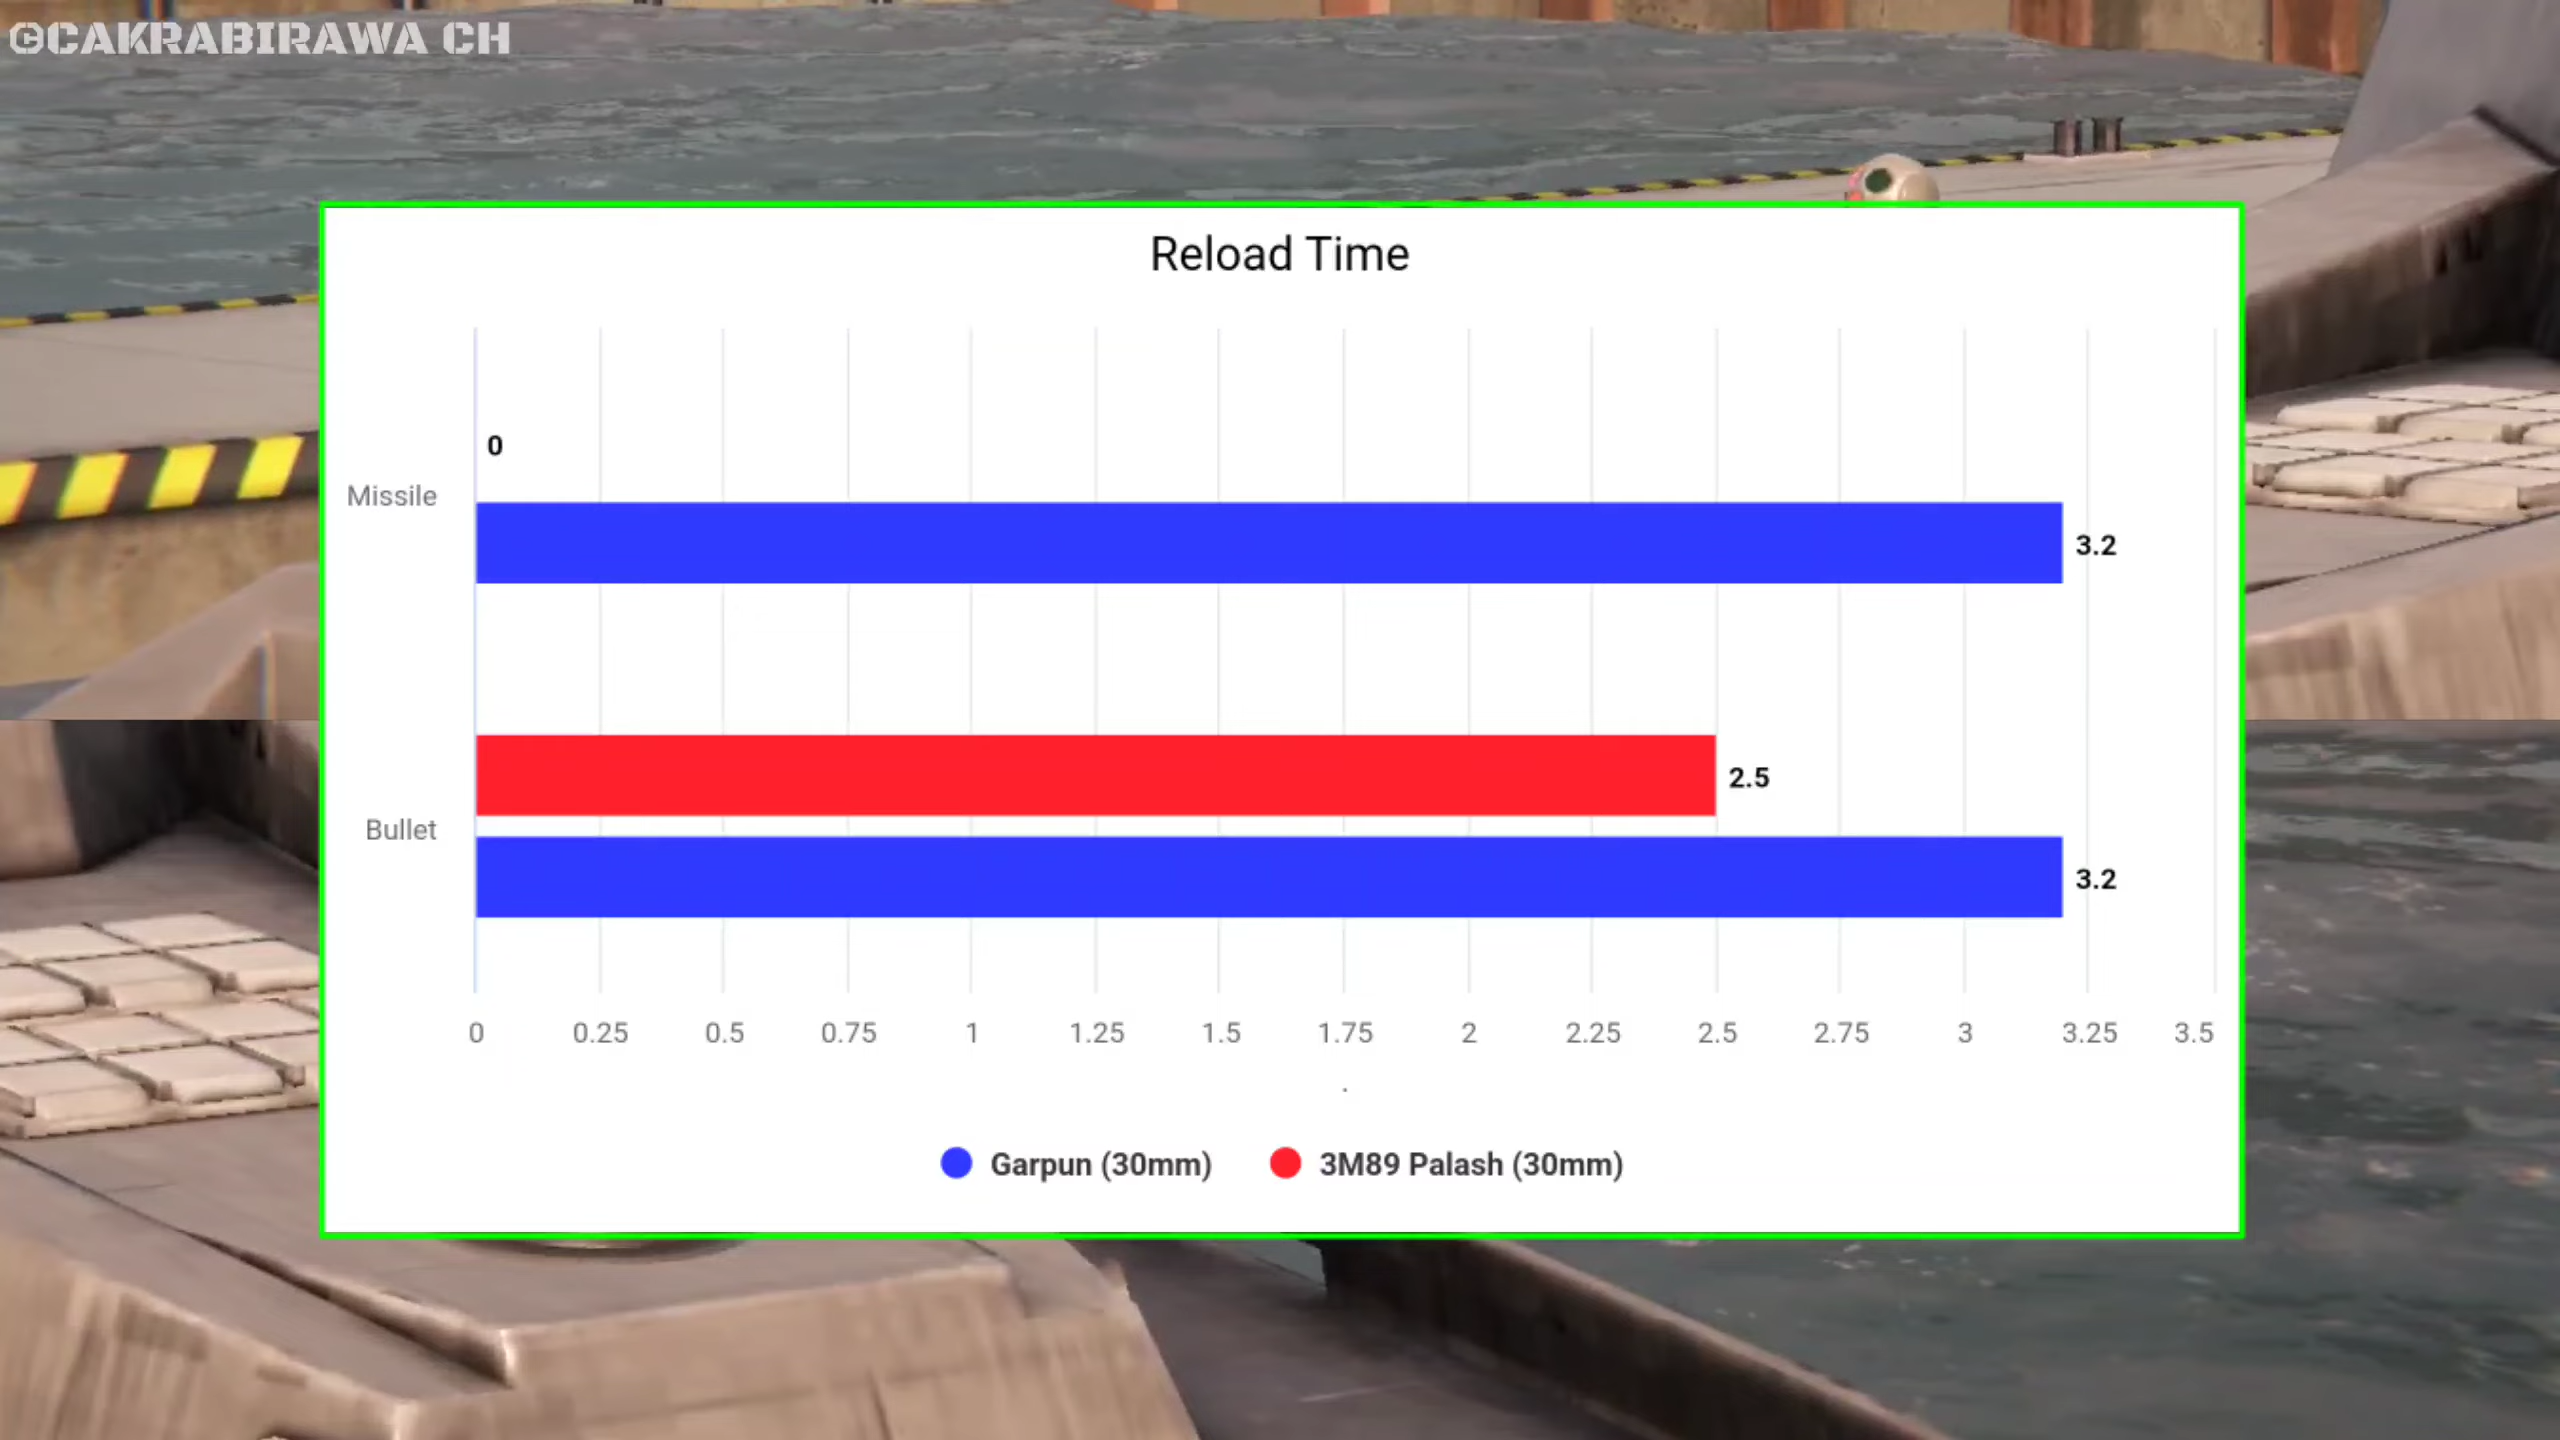 ©CAKRABIRAWA CH
Reload Time
0
Missile
3.2
2.5
Bullet
3.2
0 0.25 0.5 0.75 1 1.25 1.5 1.75 2 2.25 2.5 2.75 3 3.25 3.5
.
Garpun (30mm) 3M89 Palash (30mm)